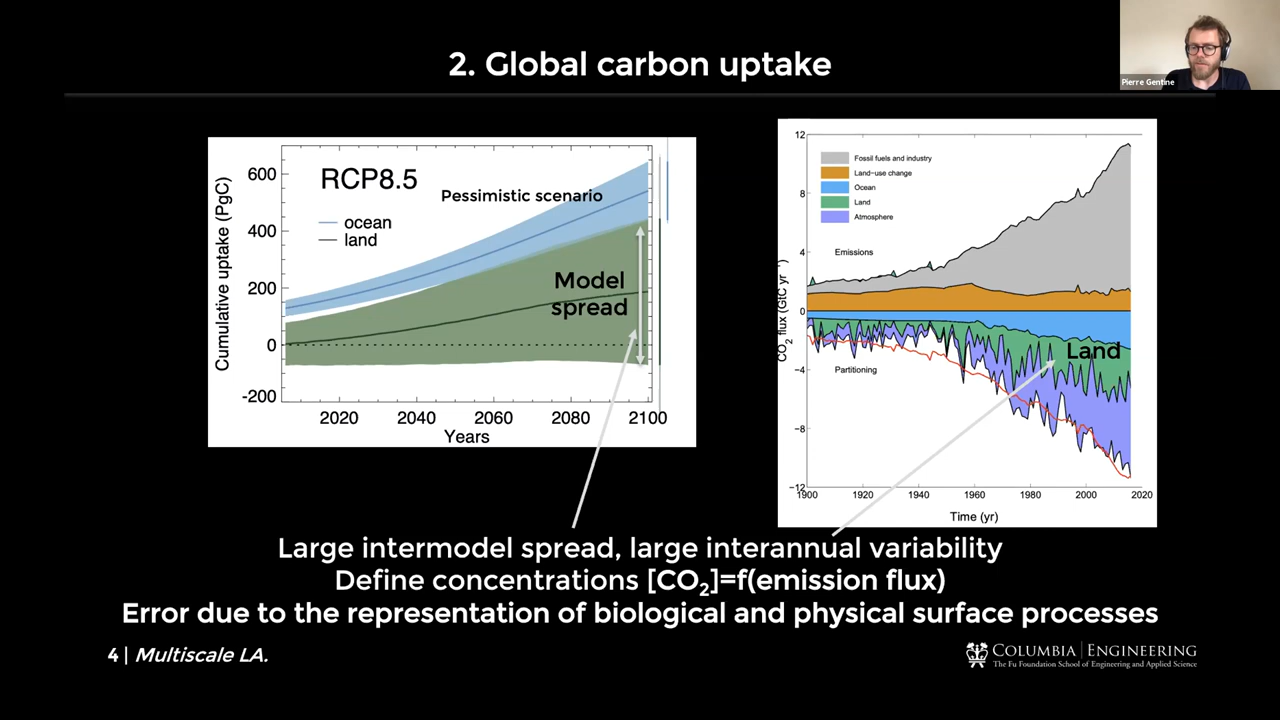 2. Global carbon uptake
Pierre Gentine
RCP8.5
Pessimistic scenario
ocean
land
Model
spread
Cumulative uptake (PgC)
600
400
200
0
-200
2020 2040 2060 2080 2100
Years
12
8
4
0
−4
−8
−12
Fossil fuels and industry
Land−use change
Ocean
Land
Atmosphere
Emissions
Land
Partitioning
CO2 flux (GtC yr−1)
1900 1920 1940 1960 1980 2000 2020
Time (yr)
Large intermodel spread, large interannual variability
Define concentrations [CO2]=f(emission flux)
Error due to the representation of biological and physical surface processes
4 | Multiscale LA.
COLUMBIA | ENGINEERING
The Fu Foundation School of Engineering and Applied Science